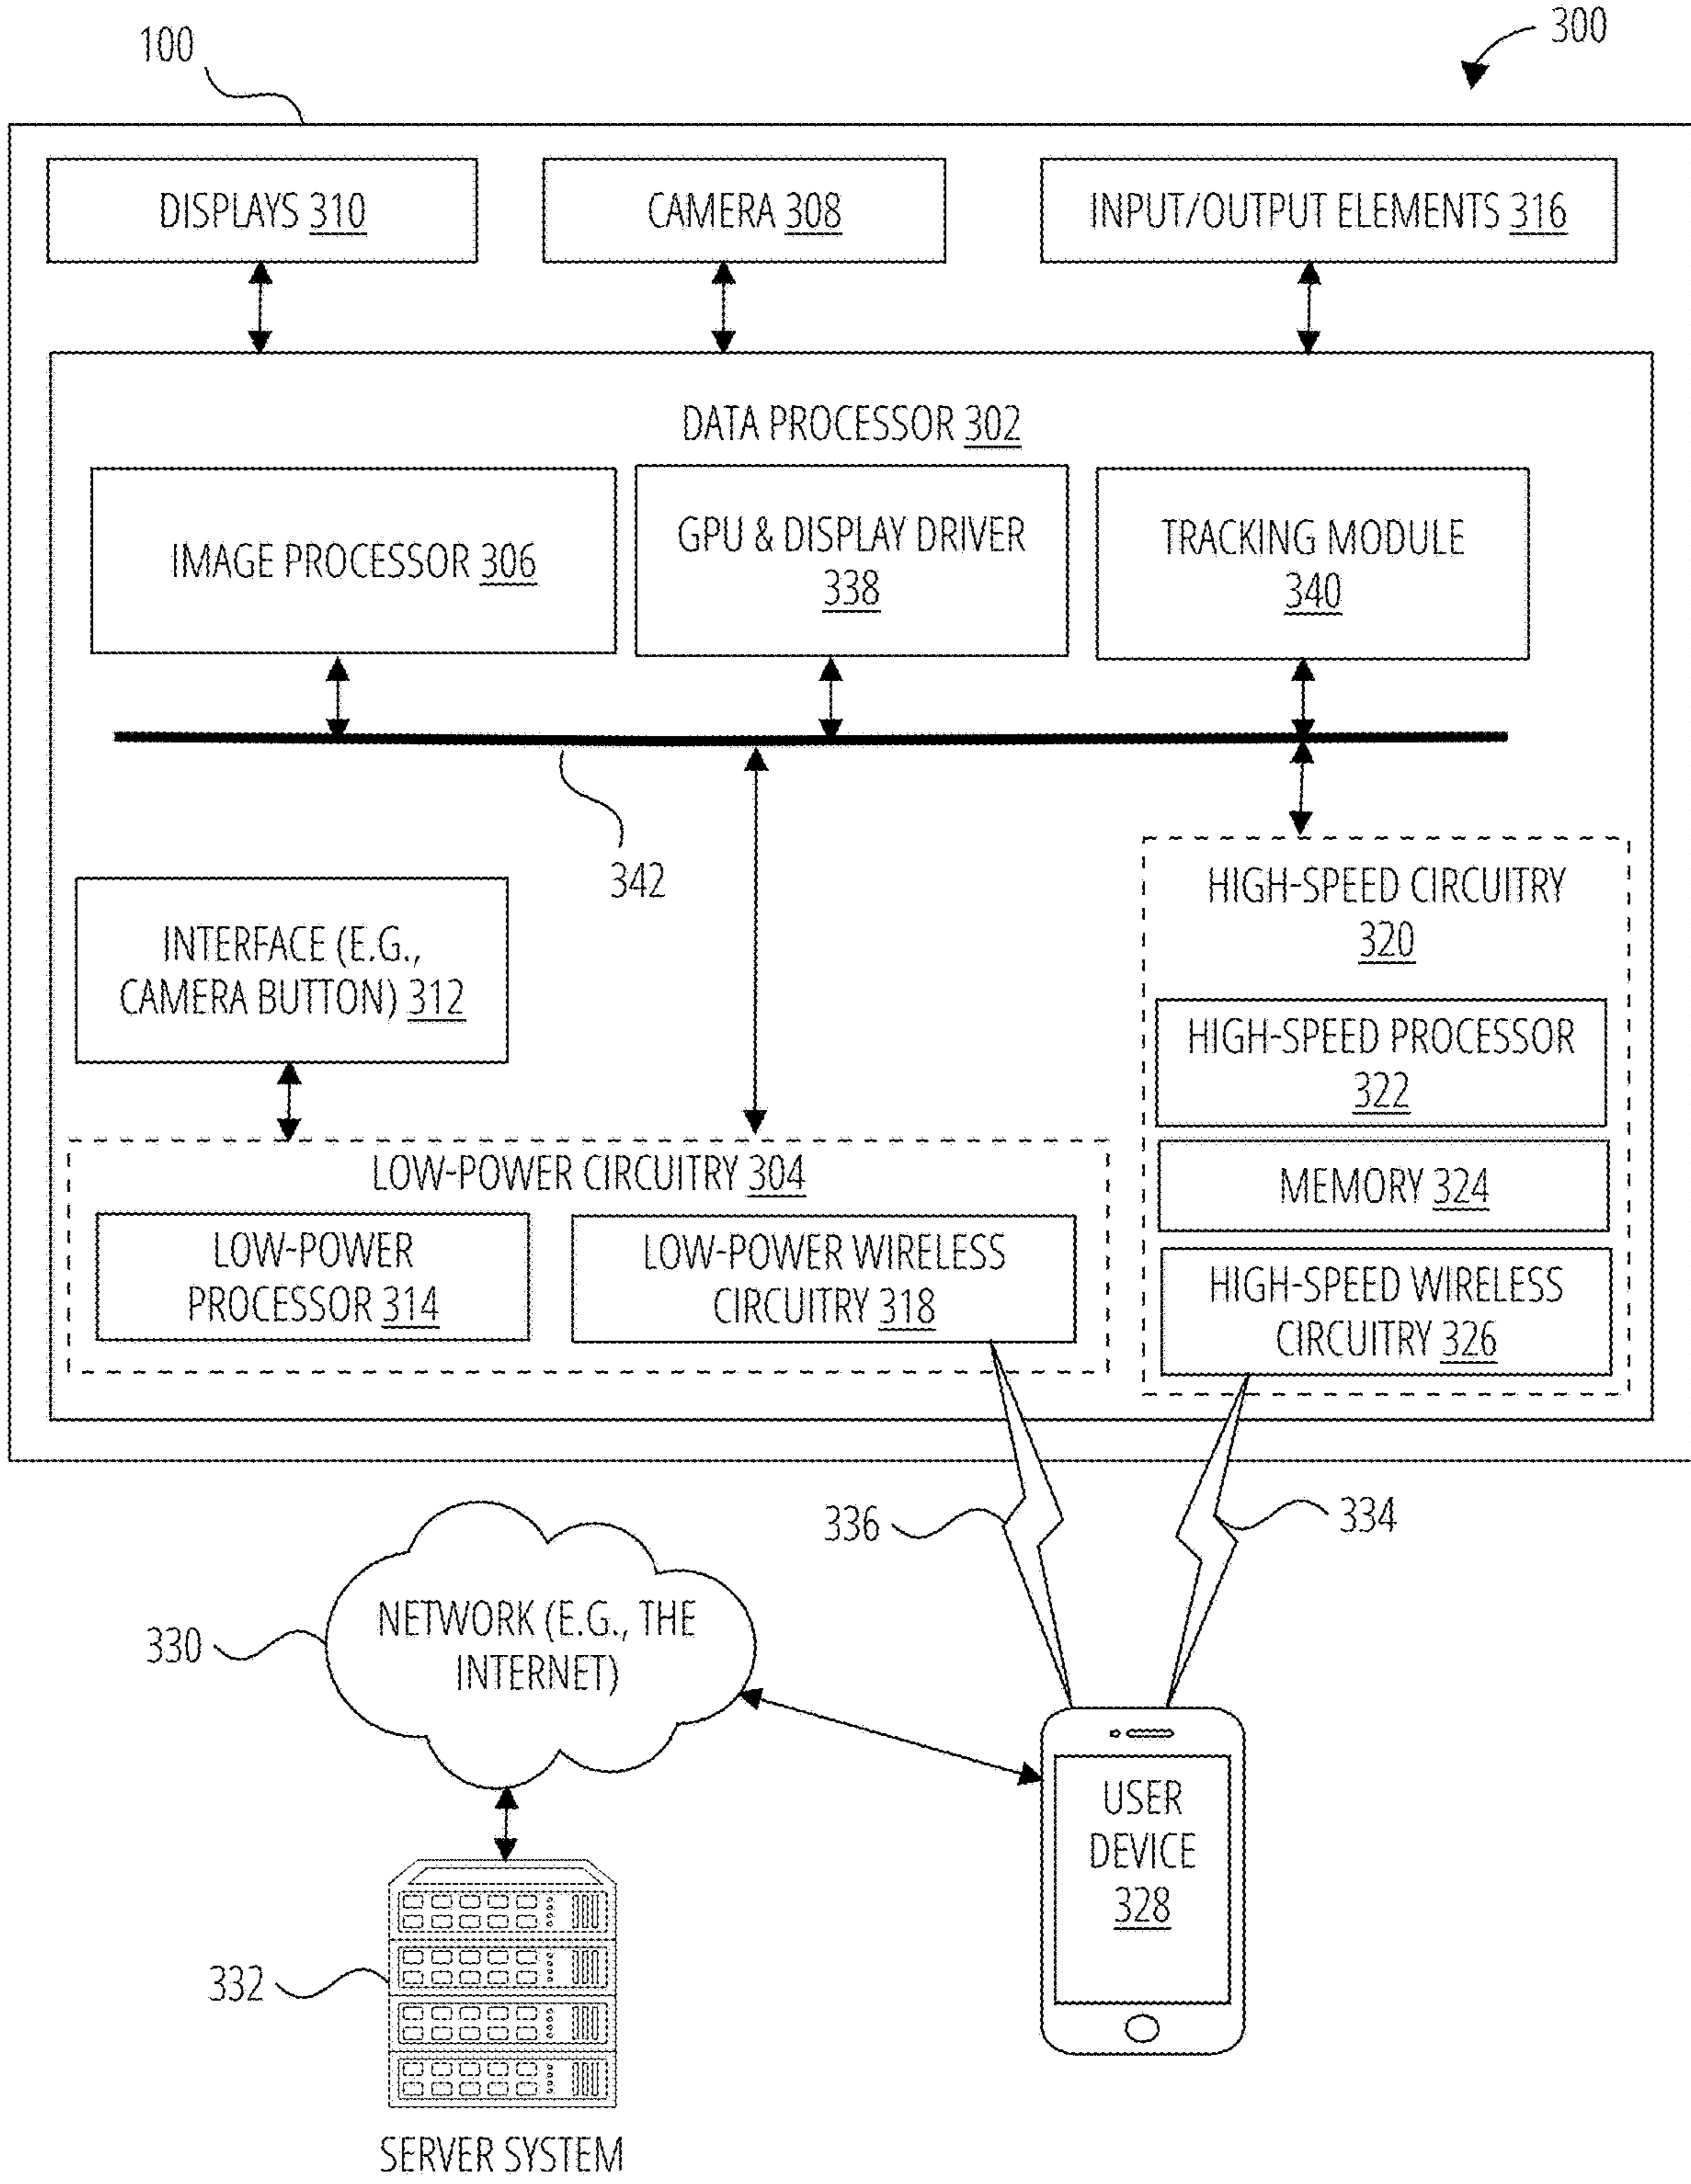 100
300
DISPLAYS 310
CAMERA 308
INPUT/OUTPUT ELEMENTS 316
DATA PROCESSOR 302
IMAGE PROCESSOR 306
GPU & DISPLAY DRIVER
338
TRACKING MODULE
340
342
INTERFACE (E.G.,
CAMERA BUTTON) 312
HIGH-SPEED CIRCUITRY
320
HIGH-SPEED PROCESSOR
322
MEMORY 324
HIGH-SPEED WIRELESS
CIRCUITRY 326
LOW-POWER CIRCUITRY 304
LOW-POWER
PROCESSOR 314
LOW-POWER WIRELESS
CIRCUITRY 318
336
334
330
NETWORK (E.G., THE
INTERNET)
USER
DEVICE
328
332
SERVER SYSTEM